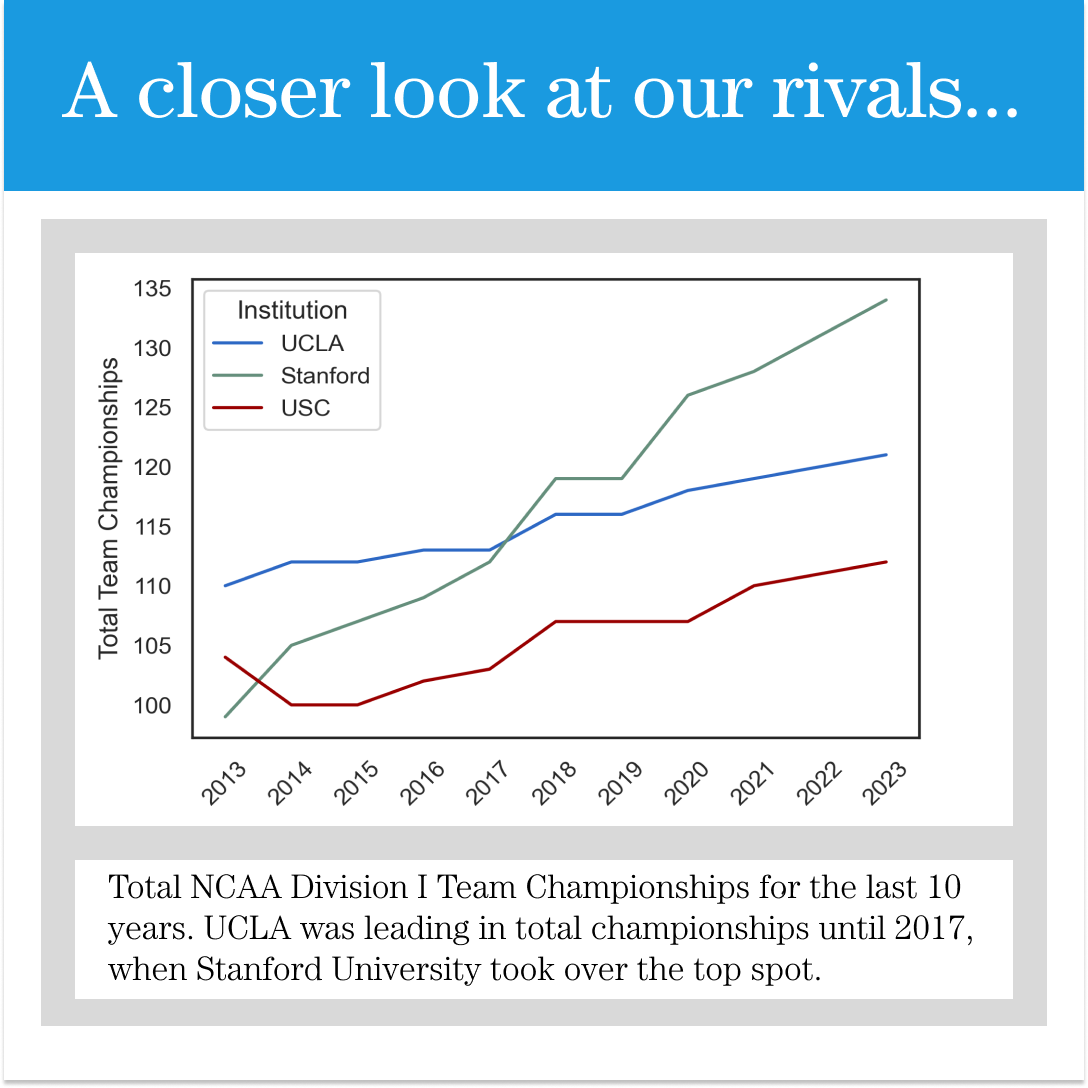 A closer look at our rivals...
135
130
125
120
115
110
105
100
Total Team Championships
Institution
UCLA
Stanford
USC
2013
2014
2015
2016
2017
2018
2019
2020
2021
2022
2023
Total NCAA Division I Team Championships for the last 10
years. UCLA was leading in total championships until 2017,
when Stanford University took over the top spot.